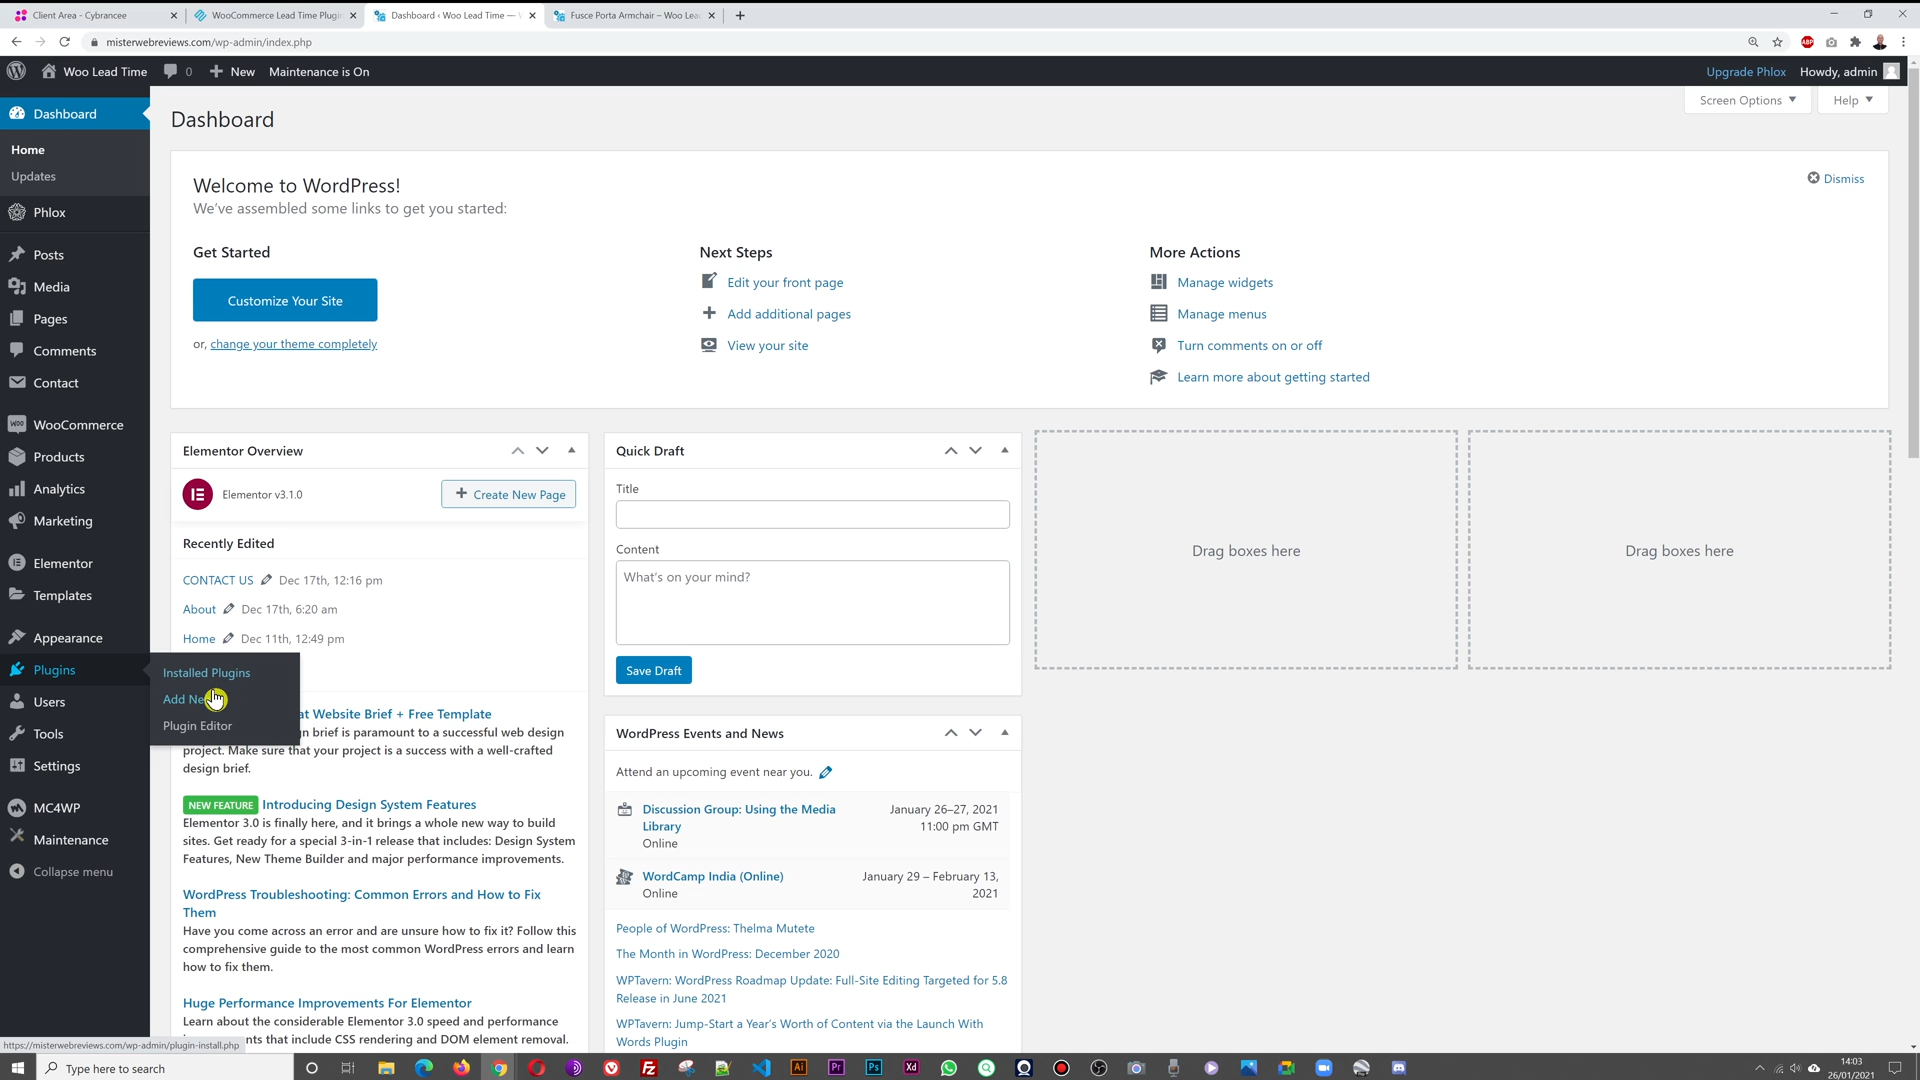 Client Area - Cybrancee
WooCommerce Lead Time Plugin
Dashboard ‹ Woo Lead Time —
Fusce Porta Armchair – Woo Lea
misterwebreviews.com/wp-admin/index.php
Woo Lead Time
0
New
Maintenance is On
Upgrade Phlox
Howdy, admin
Dashboard
Home
Updates
Phlox
Posts
Media
Pages
Comments
Contact
WooCommerce
Products
Analytics
Marketing
Elementor
Templates
Appearance
Plugins
Users
Tools
Settings
MC4WP
Maintenance
Collapse menu
Installed Plugins
Add Ne
Plugin Editor
Screen Options
Help
Dashboard
Welcome to WordPress!
We've assembled some links to get you started:
Dismiss
Get Started
Customize Your Site
or, change your theme completely
Next Steps
Edit your front page
Add additional pages
View your site
More Actions
Manage widgets
Manage menus
Turn comments on or off
Learn more about getting started
Elementor Overview
Elementor v3.1.0
Create New Page
Recently Edited
CONTACT US Dec 17th, 12:16 pm
About Dec 17th, 6:20 am
Home Dec 11th, 12:49 pm
at Website Brief + Free Template
n brief is paramount to a successful web design
project. Make sure that your project is a success with a well-crafted
design brief.
NEW FEATURE Introducing Design System Features
Elementor 3.0 is finally here, and it brings a whole new way to build
sites. Get ready for a special 3-in-1 release that includes: Design System
Features, New Theme Builder and major performance improvements.
WordPress Troubleshooting: Common Errors and How to Fix
Them
Have you come across an error and are unsure how to fix it? Follow this
comprehensive guide to the most common WordPress errors and learn
how to fix them.
Huge Performance Improvements For Elementor
Learn about the considerable Elementor 3.0 speed and performance
nts that include CSS rendering and DOM element removal.
Quick Draft
Title
Content
What's on your mind?
Save Draft
WordPress Events and News
Attend an upcoming event near you.
Discussion Group: Using the Media
Library
Online
January 26–27, 2021
11:00 pm GMT
WordCamp India (Online)
Online
January 29 – February 13,
2021
People of WordPress: Thelma Mutete
The Month in WordPress: December 2020
WPTavern: WordPress Roadmap Update: Full-Site Editing Targeted for 5.8
Release in June 2021
WPTavern: Jump-Start a Year's Worth of Content via the Launch With
Words Plugin
Drag boxes here
Drag boxes here
https://misterwebreviews.com/wp-admin/plugin-install.php
Type here to search
14:03
26/01/2021